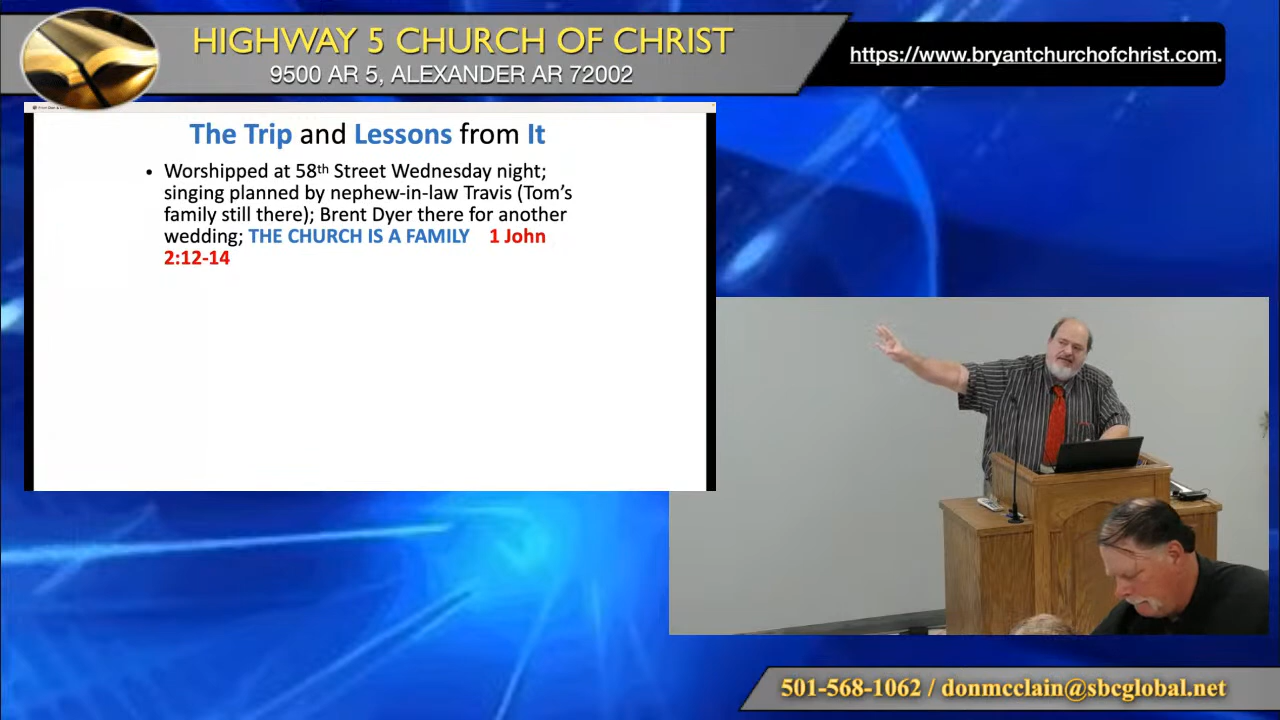 HIGHWAY 5 CHURCH OF CHRIST
9500 AR 5, ALEXANDER AR 72002
https://www.bryantchurchofchrist.com.
The Trip and Lessons from It
• Worshipped at 58th Street Wednesday night;
singing planned by nephew-in-law Travis (Tom’s
family still there); Brent Dyer there for another
wedding; THE CHURCH IS A FAMILY 1 John
2:12-14
501-568-1062 / donmcclain@sbcglobal.net